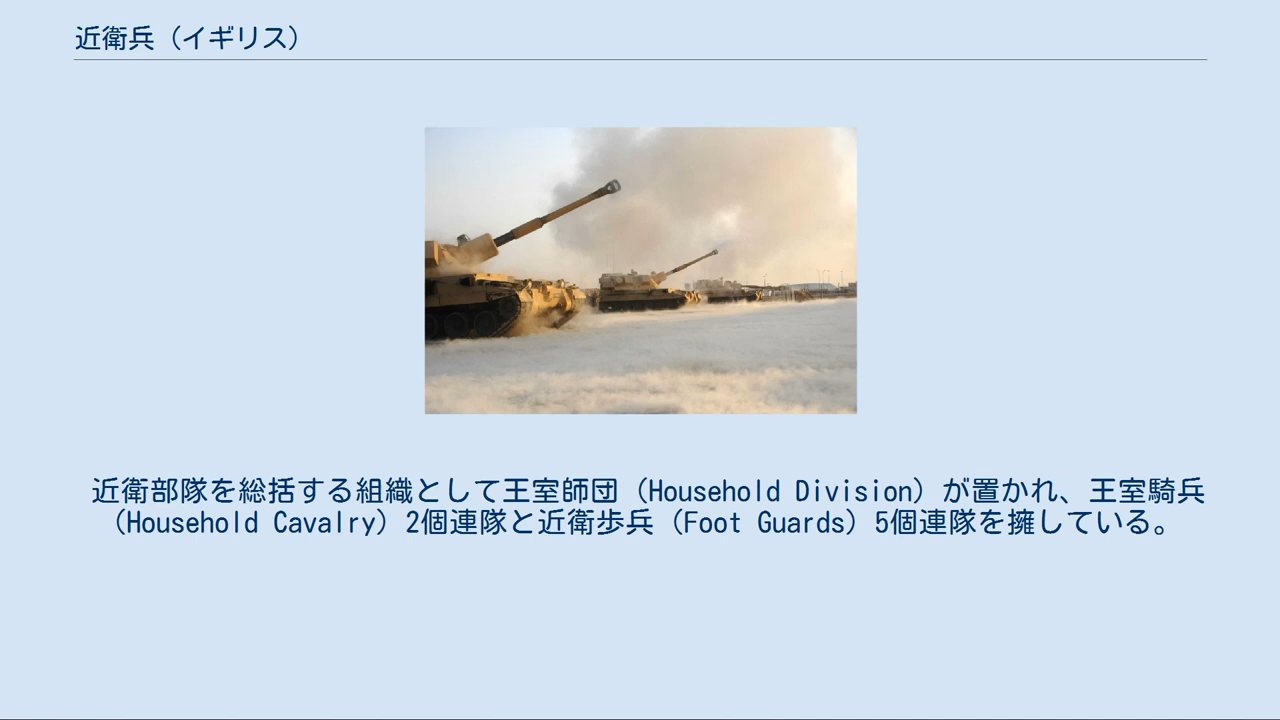 近衛兵（イギリス）
近衛部隊を総括する組織として王室師団（Household Division）が置かれ、王室騎兵
（Household Cavalry）2個連隊と近衛歩兵（Foot Guards）5個連隊を擁している。